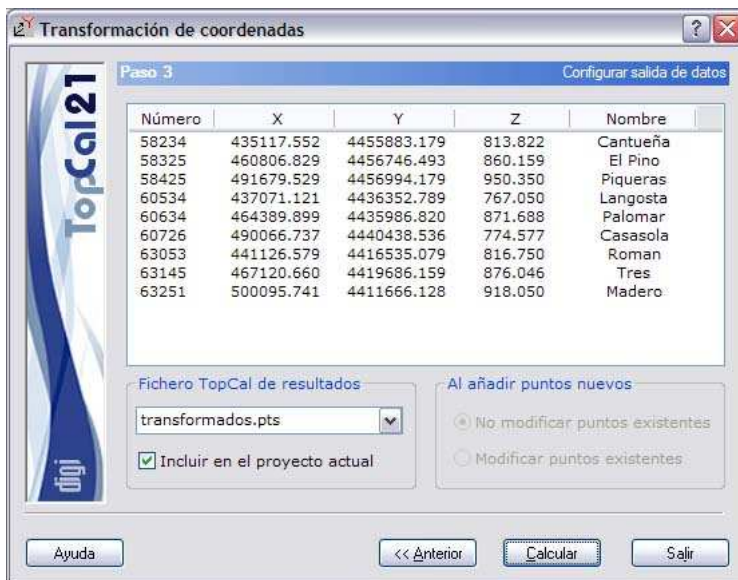 Transformación de coordenadas
TopCal21
digi
Paso 3 Configurar salida de datos
Número X Y Z Nombre
58234 435117.552 4455883.179 813.822 Cantueña
58325 460806.829 4456746.493 860.159 El Pino
58425 491679.529 4456994.179 950.350 Piqueras
60534 437071.121 4436352.789 767.050 Langosta
60634 464389.899 4435986.820 871.688 Palomar
60726 490066.737 4440438.536 774.577 Casasola
63053 441126.579 4416535.079 816.750 Roman
63145 467120.660 4419686.159 876.046 Tres
63251 500095.741 4411666.128 918.050 Madero
Fichero TopCal de resultados
transformados.pts
Incluir en el proyecto actual
Al añadir puntos nuevos
No modificar puntos existentes
Modificar puntos existentes
Ayuda << Anterior Calcular Salir